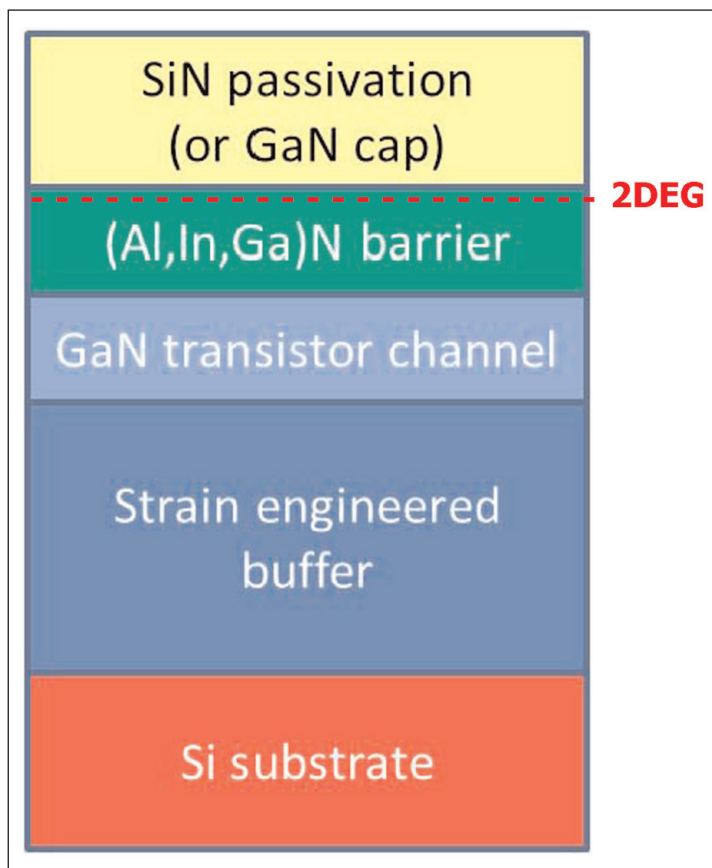 SiN passivation
(or GaN cap)
2DEG
(Al,In,Ga)N barrier
GaN transistor channel
Strain engineered
buffer
Si substrate